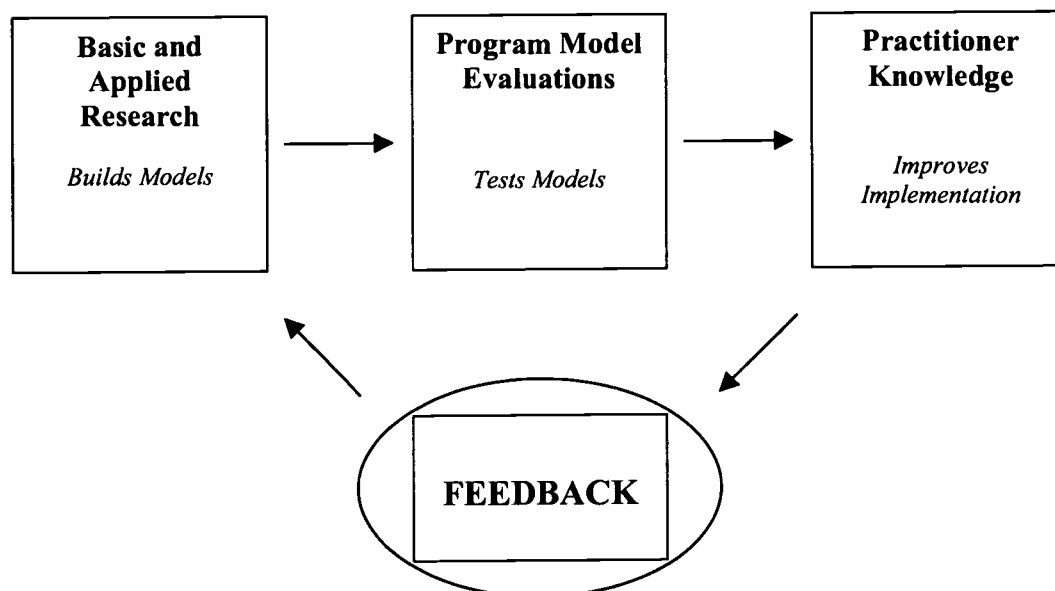 Basic and
Applied
Research
Builds Models
Program Model
Evaluations
Tests Models
Practitioner
Knowledge
Improves
Implementation
FEEDBACK